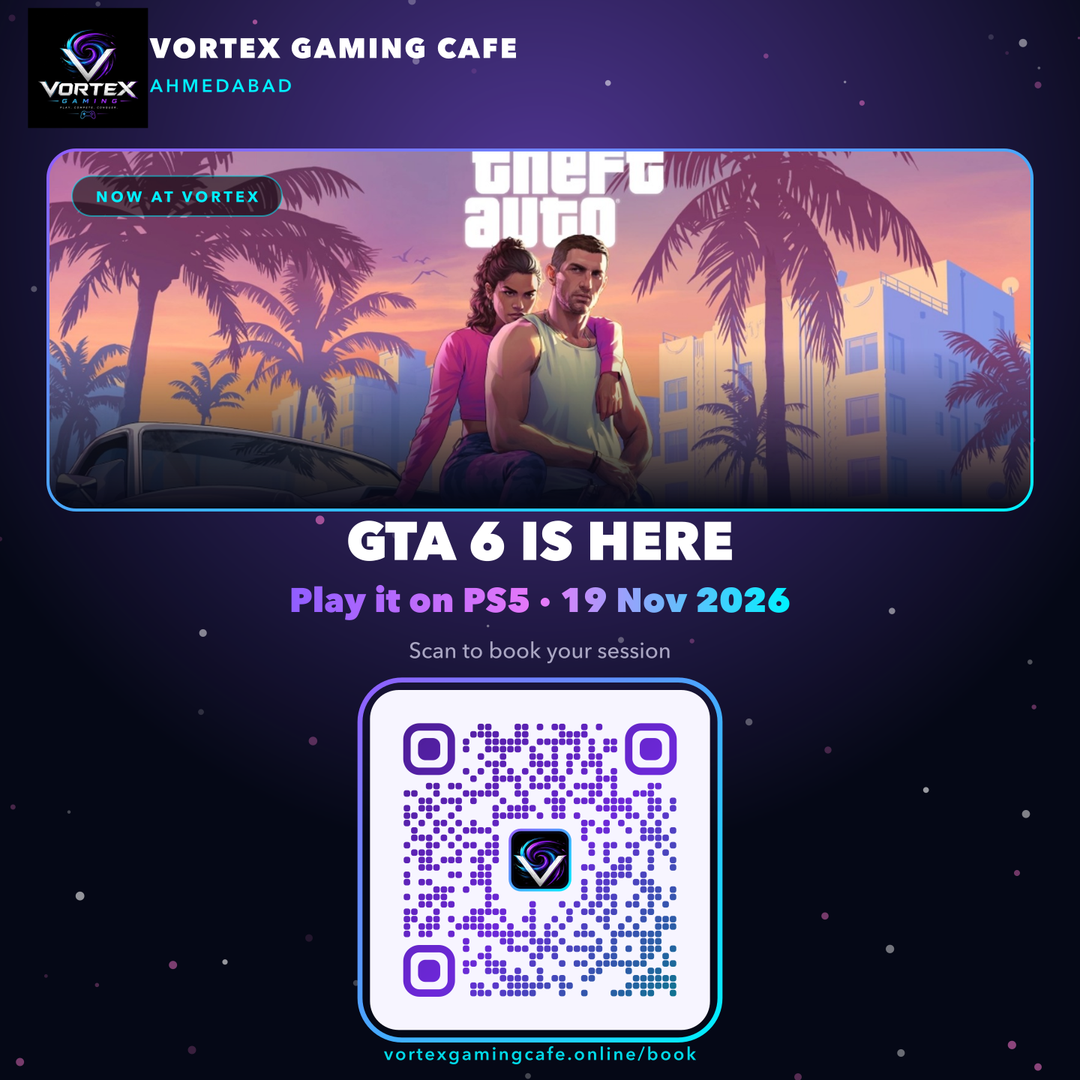 VORTEX GAMING CAFE
AHMEDABAD
VORTEX
GAMING
NOW AT VORTEX
theft
auto
GTA 6 IS HERE
Play it on PS5 • 19 Nov 2026
Scan to book your session
vortexgamingcafe.online/book